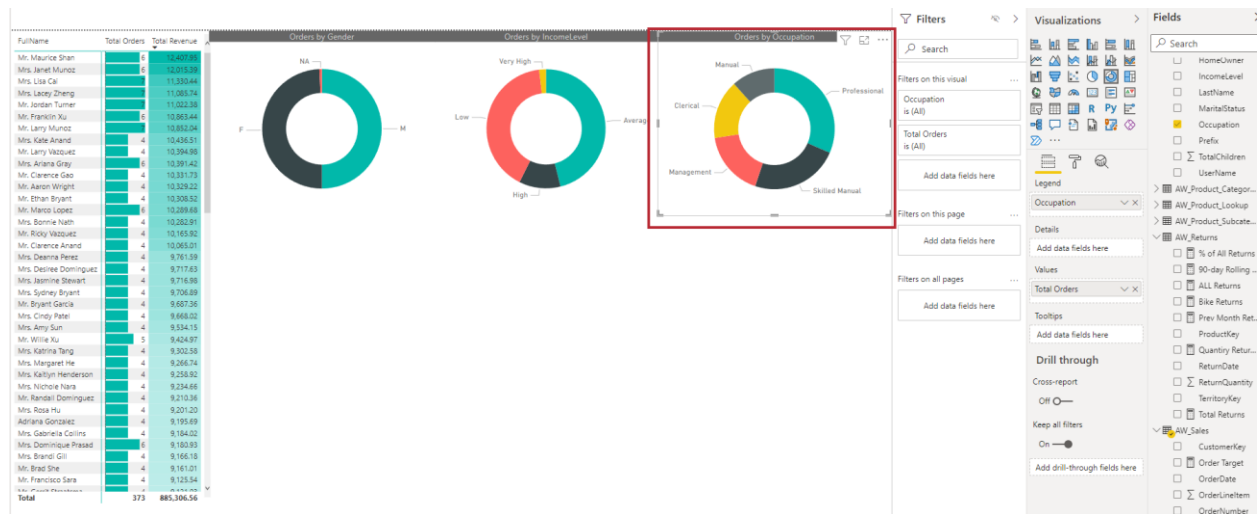 FullName Total Orders Total Revenue
Mr. Maurice Shan 6 12,407.95
Mrs. Janet Munoz 6 12,015.39
Mrs. Lisa Cai 7 11,330.44
Mrs. Lacey Zheng 7 11,085.74
Mr. Jordan Turner 7 11,022.38
Mr. Franklin Xu 6 10,863.44
Mr. Larry Munoz 7 10,852.04
Mrs. Kate Anand 4 10,436.51
Mr. Larry Vazquez 4 10,394.98
Mrs. Ariana Gray 6 10,391.42
Mr. Clarence Gao 4 10,331.73
Mr. Aaron Wright 4 10,329.22
Mr. Ethan Bryant 4 10,308.52
Mr. Marco Lopez 6 10,289.68
Mrs. Bonnie Nath 4 10,282.91
Mr. Ricky Vazquez 4 10,165.92
Mr. Clarence Anand 4 10,065.01
Mrs. Deanna Perez 4 9,761.59
Mrs. Desiree Dominguez 4 9,717.63
Mrs. Jasmine Stewart 4 9,716.98
Mrs. Sydney Bryant 4 9,706.89
Mr. Bryant Garcia 4 9,687.36
Mrs. Cindy Patel 4 9,668.02
Mrs. Amy Sun 4 9,534.15
Mr. Willie Xu 5 9,424.97
Mrs. Katrina Tang 4 9,302.58
Mrs. Margaret He 4 9,266.74
Mrs. Kaitlyn Henderson 4 9,258.92
Mrs. Nichole Nara 4 9,234.66
Mr. Randall Dominguez 4 9,210.36
Mrs. Rosa Hu 4 9,201.20
Adriana Gonzalez 4 9,195.69
Mrs. Gabriella Collins 4 9,184.02
Mrs. Dominique Prasad 6 9,180.93
Mrs. Brandi Gill 4 9,166.18
Mr. Brad She 4 9,161.01
Mr. Francisco Sara 4 9,125.54
Total 373 885,306.56
Orders by Gender
NA
F
M
Orders by IncomeLevel
Very High
Low
Averag
High
Orders by Occupation
Manual
Professional
Clerical
Management
Skilled Manual
Filters
Search
Filters on this visual
Occupation
is (All)
Total Orders
is (All)
Add data fields here
Filters on this page
Add data fields here
Filters on all pages
Add data fields here
Visualizations
R Py
Legend
Occupation
Details
Add data fields here
Values
Total Orders
Tooltips
Add data fields here
Drill through
Cross-report
Off
Keep all filters
On
Add drill-through fields here
Fields
Search
HomeOwner
IncomeLevel
LastName
MaritalStatus
Occupation
Prefix
∑ TotalChildren
UserName
AW_Product_Categor...
AW_Product_Lookup
AW_Product_Subcate...
AW_Returns
% of All Returns
90-day Rolling ...
ALL Returns
Bike Returns
Prev Month Ret...
ProductKey
Quantiry Retur...
ReturnDate
∑ ReturnQuantity
TerritoryKey
Total Returns
AW_Sales
CustomerKey
Order Target
OrderDate
∑ OrderLineItem
OrderNumber